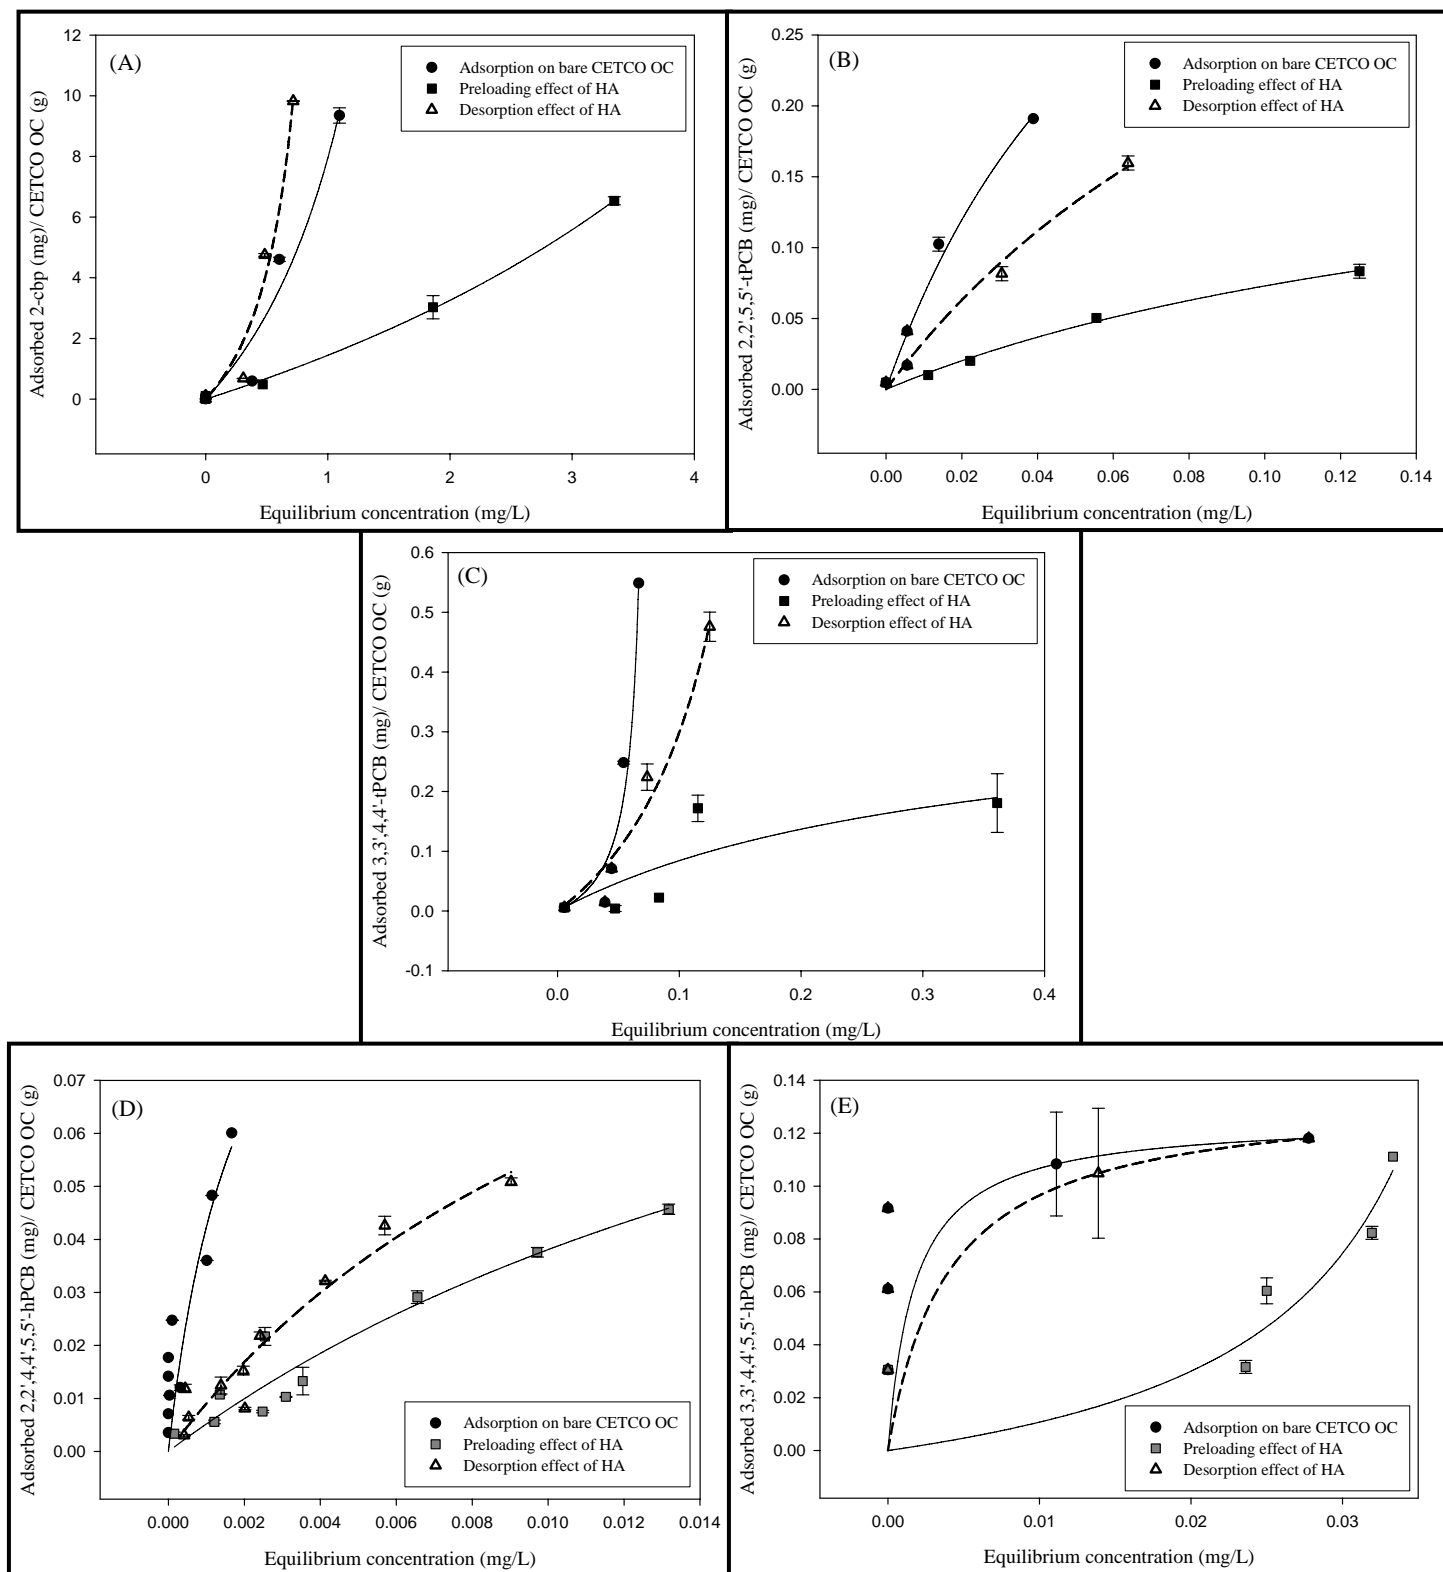 (A)
Adsorption on bare CETCO OC
Preloading effect of HA
Desorption effect of HA
Adsorbed 2-cbp (mg)/ CETCO OC (g)
12
10
8
6
4
2
0
0
1
2
3
4
Equilibrium concentration (mg/L)
(B)
Adsorption on bare CETCO OC
Preloading effect of HA
Desorption effect of HA
Adsorbed 2,2',5,5'-tPCB (mg)/ CETCO OC (g)
0.25
0.20
0.15
0.10
0.05
0.00
0.00
0.02
0.04
0.06
0.08
0.10
0.12
0.14
Equilibrium concentration (mg/L)
(C)
Adsorption on bare CETCO OC
Preloading effect of HA
Desorption effect of HA
Adsorbed 3,3',4,4'-tPCB (mg)/ CETCO OC (g)
0.6
0.5
0.4
0.3
0.2
0.1
0.0
-0.1
0.0
0.1
0.2
0.3
0.4
Equilibrium concentration (mg/L)
(D)
Adsorbed 2,2',4,4',5,5'-hPCB (mg)/ CETCO OC (g)
0.07
0.06
0.05
0.04
0.03
0.02
0.01
0.00
Adsorption on bare CETCO OC
Preloading effect of HA
Desorption effect of HA
0.000
0.002
0.004
0.006
0.008
0.010
0.012
0.014
Equilibrium concentration (mg/L)
(E)
Adsorbed 3,3',4,4',5,5'-hPCB (mg)/ CETCO OC (g)
0.14
0.12
0.10
0.08
0.06
0.04
0.02
0.00
Adsorption on bare CETCO OC
Preloading effect of HA
Desorption effect of HA
0.00
0.01
0.02
0.03
Equilibrium concentration (mg/L)